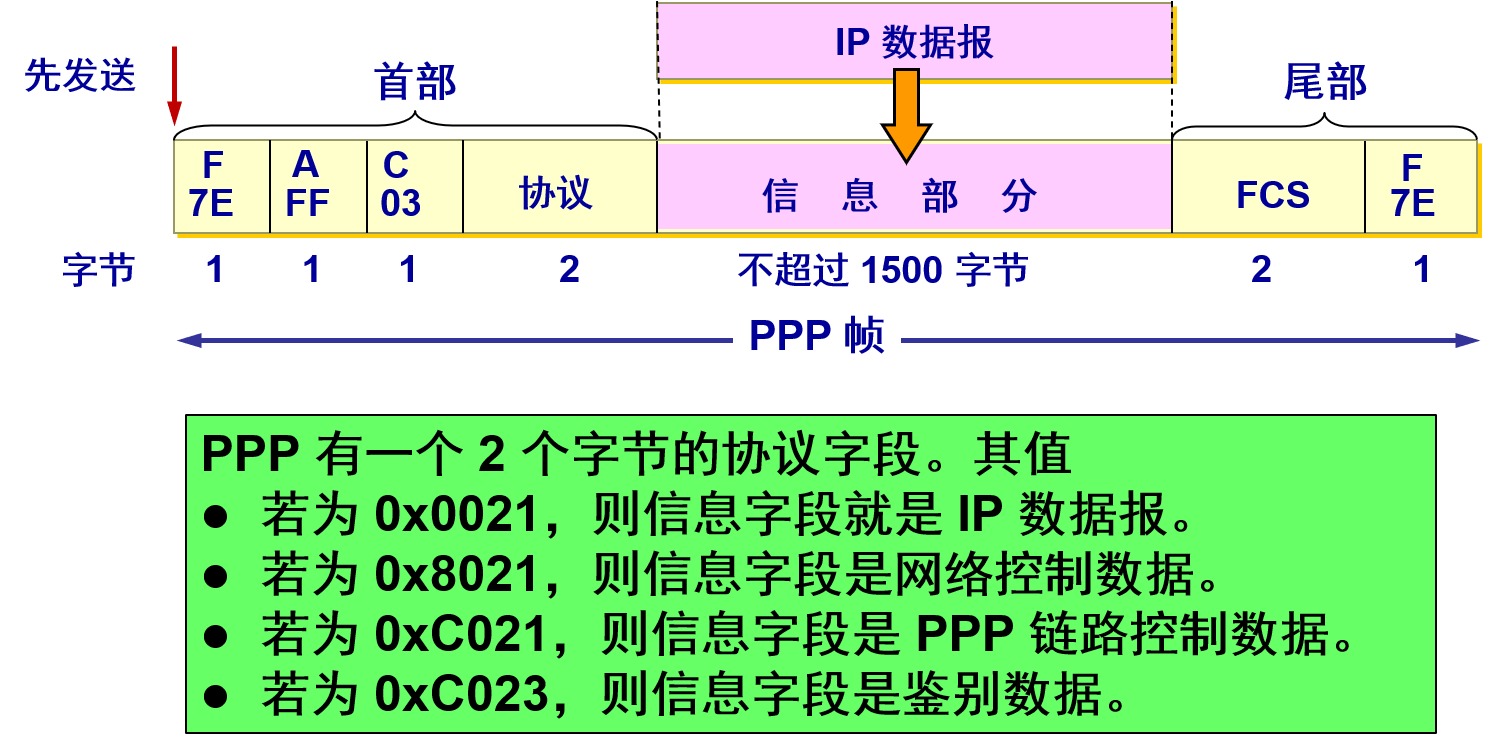 IP 数据报
先发送
首部
尾部
F A C F
7E FF 03 协议 信 息 部 分 FCS 7E
字节 1 1 1 2 不超过 1500 字节 2 1
PPP 帧
PPP 有一个 2 个字节的协议字段。其值
● 若为 0x0021，则信息字段就是 IP 数据报。
● 若为 0x8021，则信息字段是网络控制数据。
● 若为 0xC021，则信息字段是 PPP 链路控制数据。
● 若为 0xC023，则信息字段是鉴别数据。